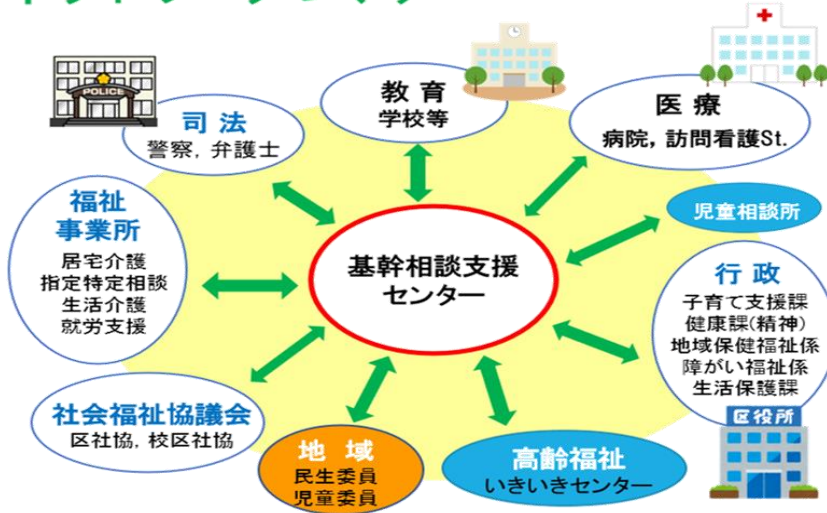 POLICE
司法
警察，弁護士
教育
学校等
医療
病院，訪問看護St.
児童相談所
福祉
事業所
居宅介護
指定特定相談
生活介護
就労支援
基幹相談支援
センター
行政
子育て支援課
健康課(精神)
地域保健福祉係
障がい福祉係
生活保護課
区役所
社会福祉協議会
区社協，校区社協
地域
民生委員
児童委員
高齢福祉
いきいきセンター